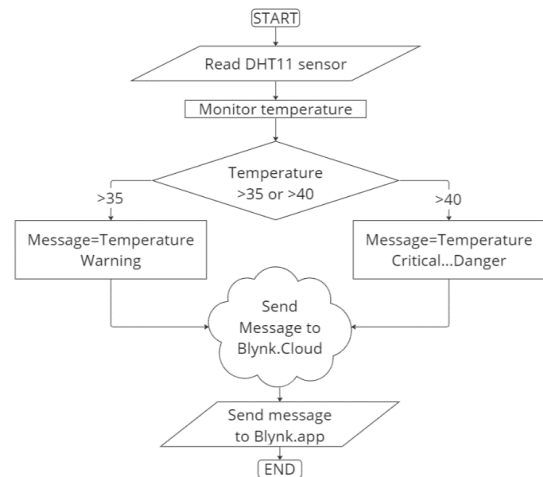 START
Read DHT11 sensor
Monitor temperature
Temperature
>35 or >40
>35
>40
Message=Temperature
Warning
Message=Temperature
Critical...Danger
Send
Message to
Blynk.Cloud
Send message
to Blynk.app
END